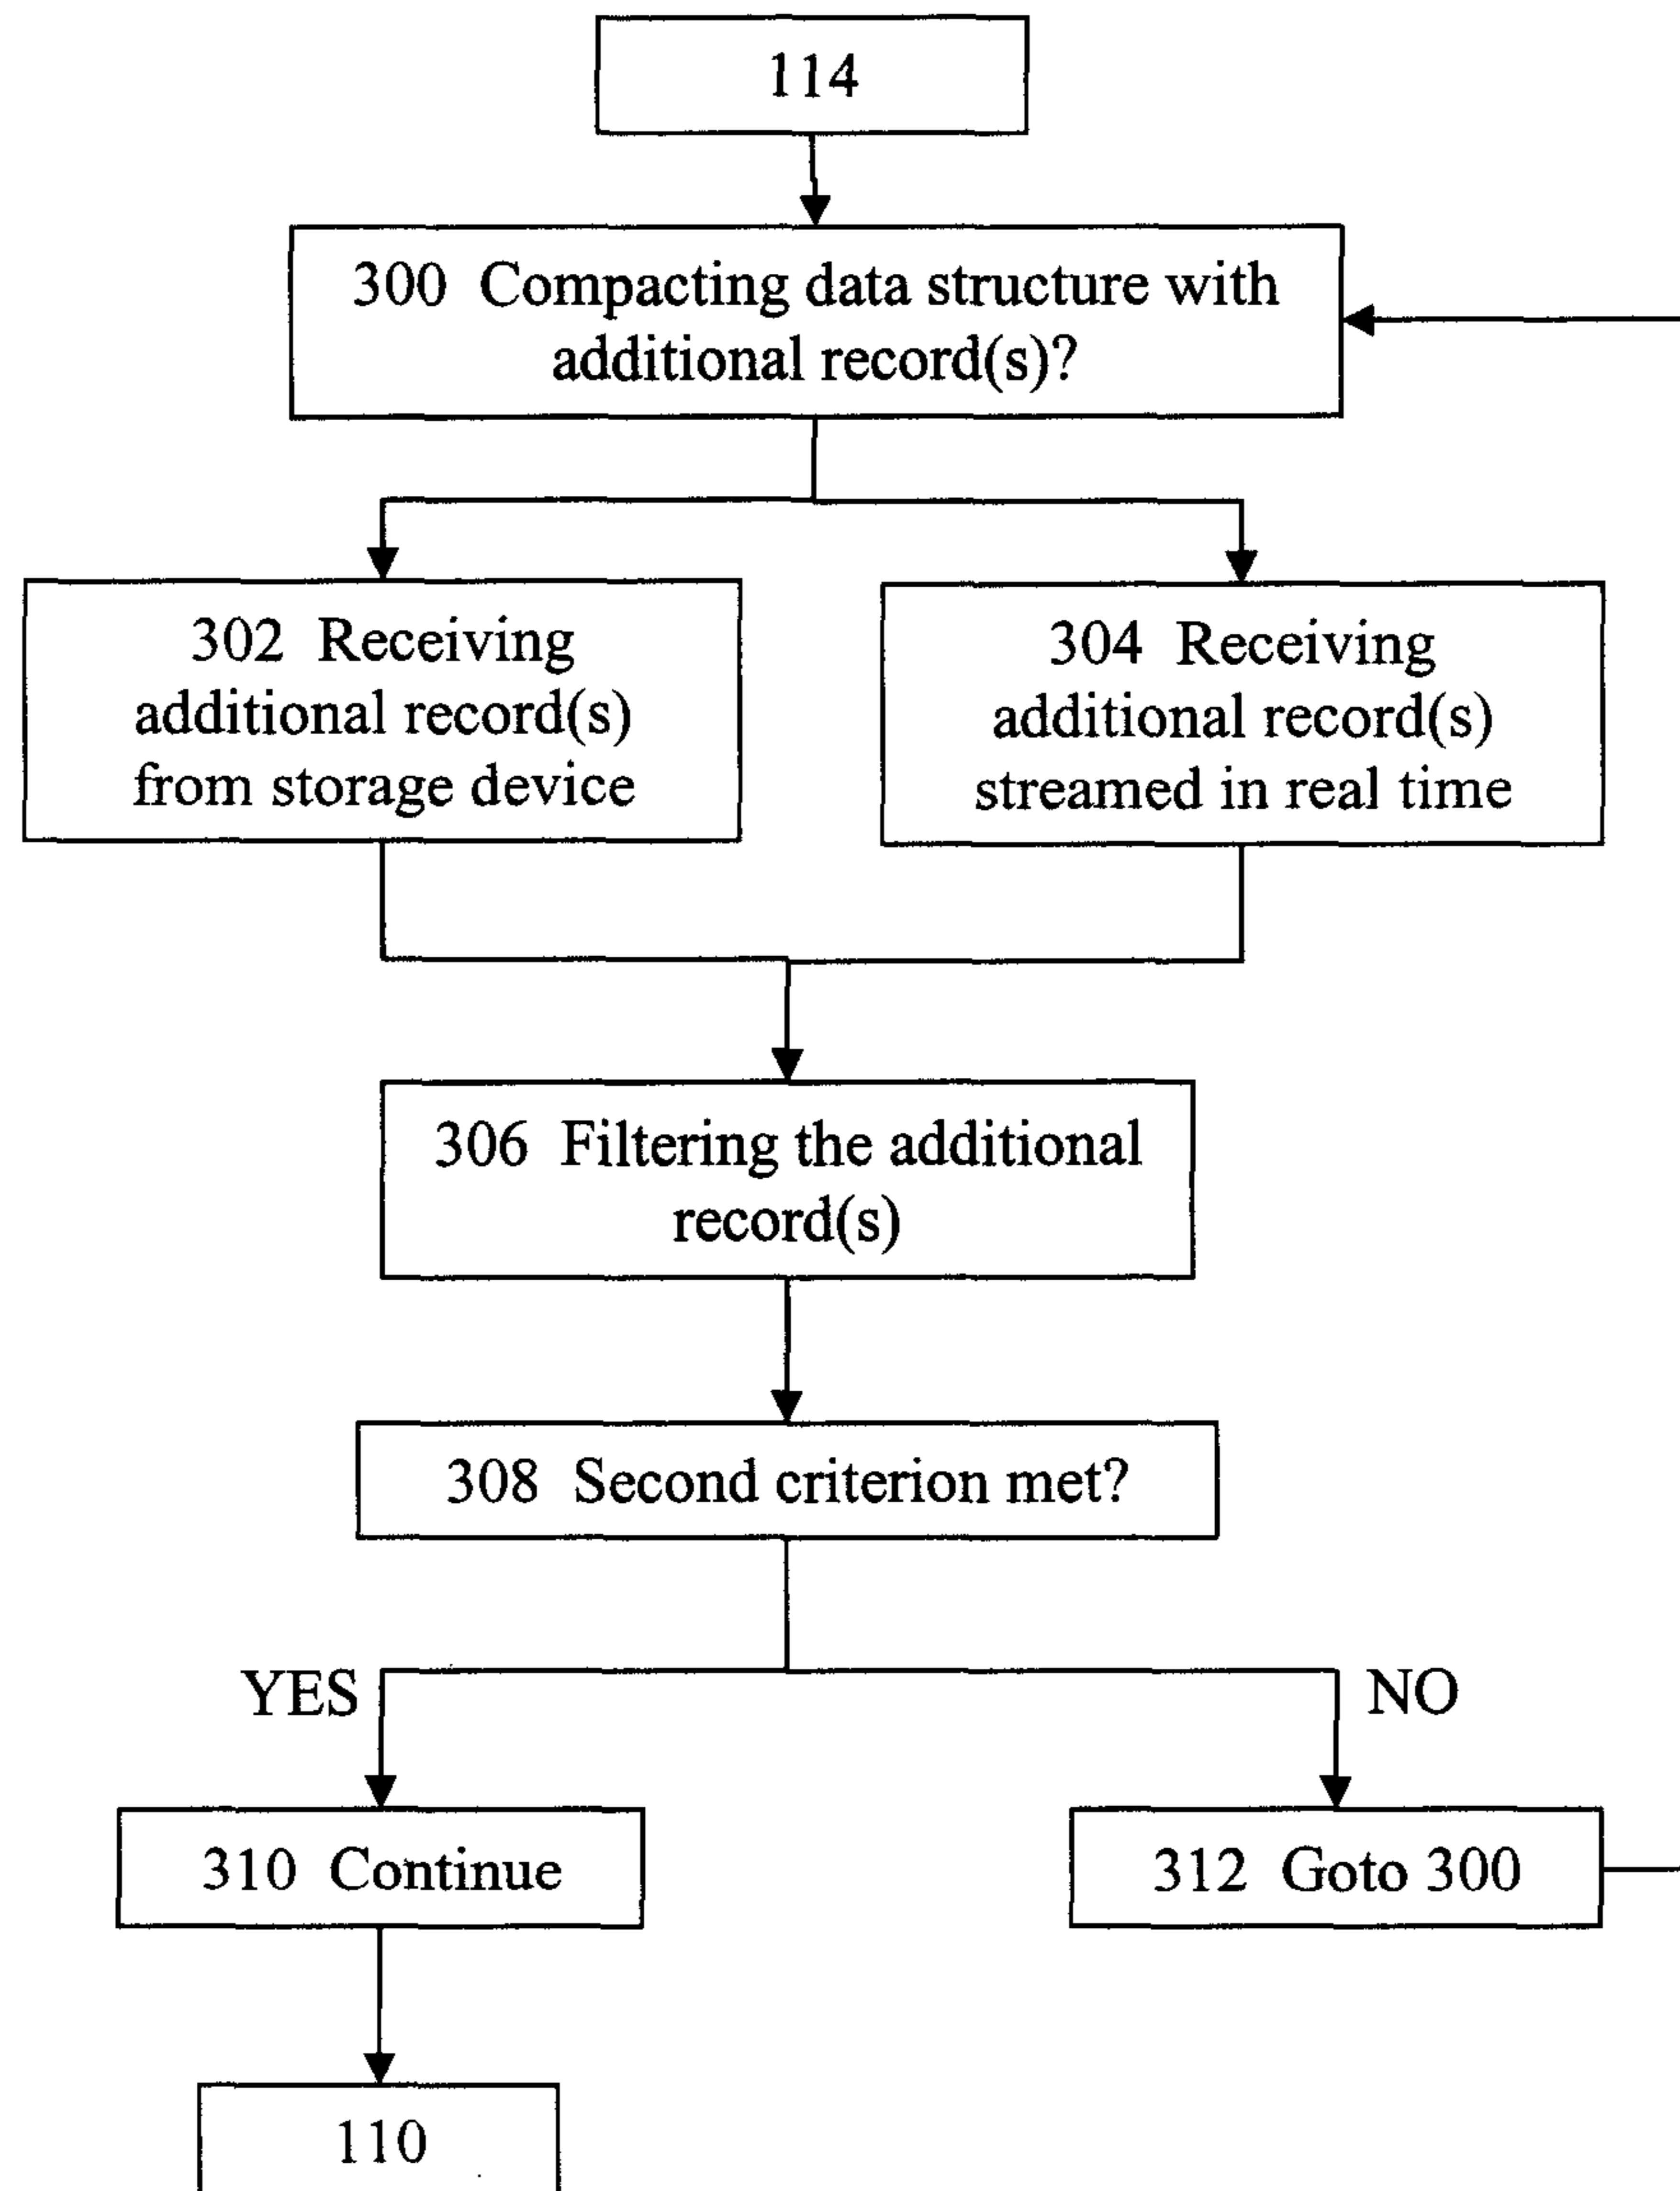 114
300 Compacting data structure with
additional record(s)?
302 Receiving
additional record(s)
from storage device
304 Receiving
additional record(s)
streamed in real time
306 Filtering the additional
record(s)
308 Second criterion met?
YES
NO
310 Continue
312 Goto 300
110